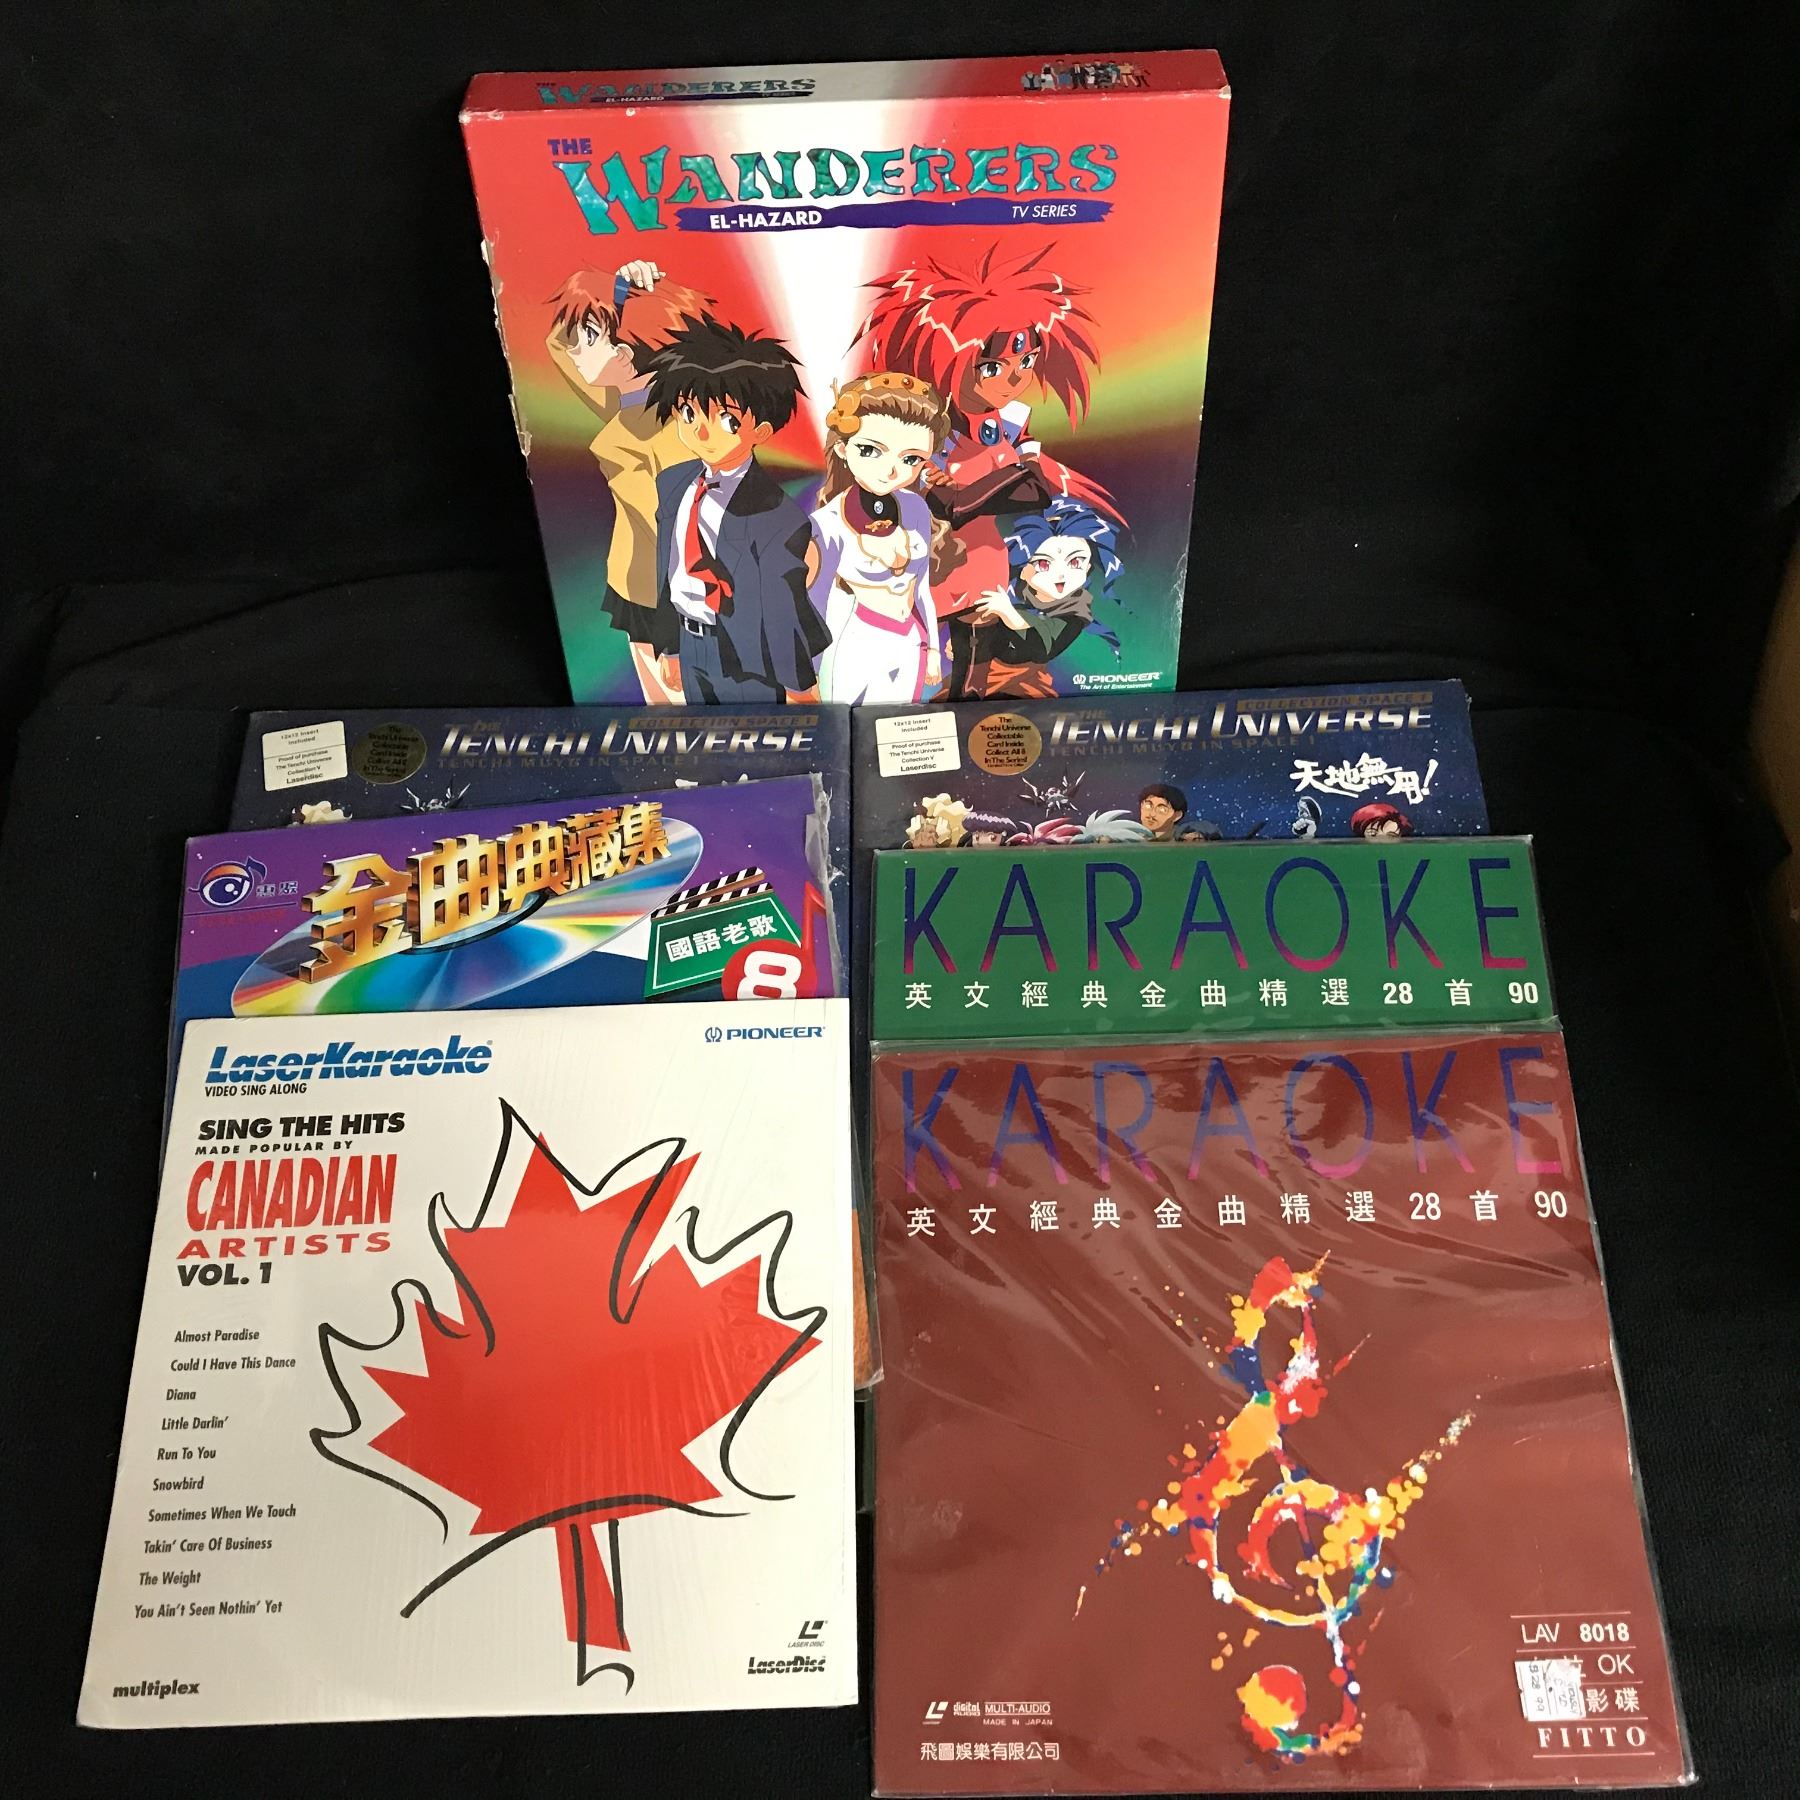 THE WANDERERS
EL-HAZARD TV SERIES
THE
WANDERERS
EL-HAZARD TV SERIES
PIONEER
The Art of Entertainment
12x12 Insert
Included
Proof of purchase
The Tenchi Universe
Collection V
Laserdisc
The
Tenchi Universe
Collectable
Card Inside
Collect All 8
In The Series!
COLLECTION SPACE 1
THE
TENCHI UNIVERSE
TENCHI MUYO IN SPACE 1
12x12 Insert
Included
Proof of purchase
The Tenchi Universe
Collection V
Laserdisc
The
Tenchi Universe
Collectable
Card Inside
Collect All 8
In The Series!
COLLECTION SPACE 1
THE
TENCHI UNIVERSE
TENCHI MUYO IN SPACE 1
天地無用!
金曲典藏集
國語老歌
8
KARAOKE
英文經典金曲精選28首90
PIONEER
LaserKaraoke
VIDEO SING ALONG
SING THE HITS
MADE POPULAR BY
CANADIAN
ARTISTS
VOL. 1
Almost Paradise
Could I Have This Dance
Diana
Little Darlin'
Run To You
Snowbird
Sometimes When We Touch
Takin' Care Of Business
The Weight
You Ain't Seen Nothin' Yet
multiplex
LASER DISC
LaserDisc
KARAOKE
英文經典金曲精選28首90
LAV 8018
OK
影碟
FITTO
digital AUDIO MULTI-AUDIO
MADE IN JAPAN
飛圖娛樂有限公司